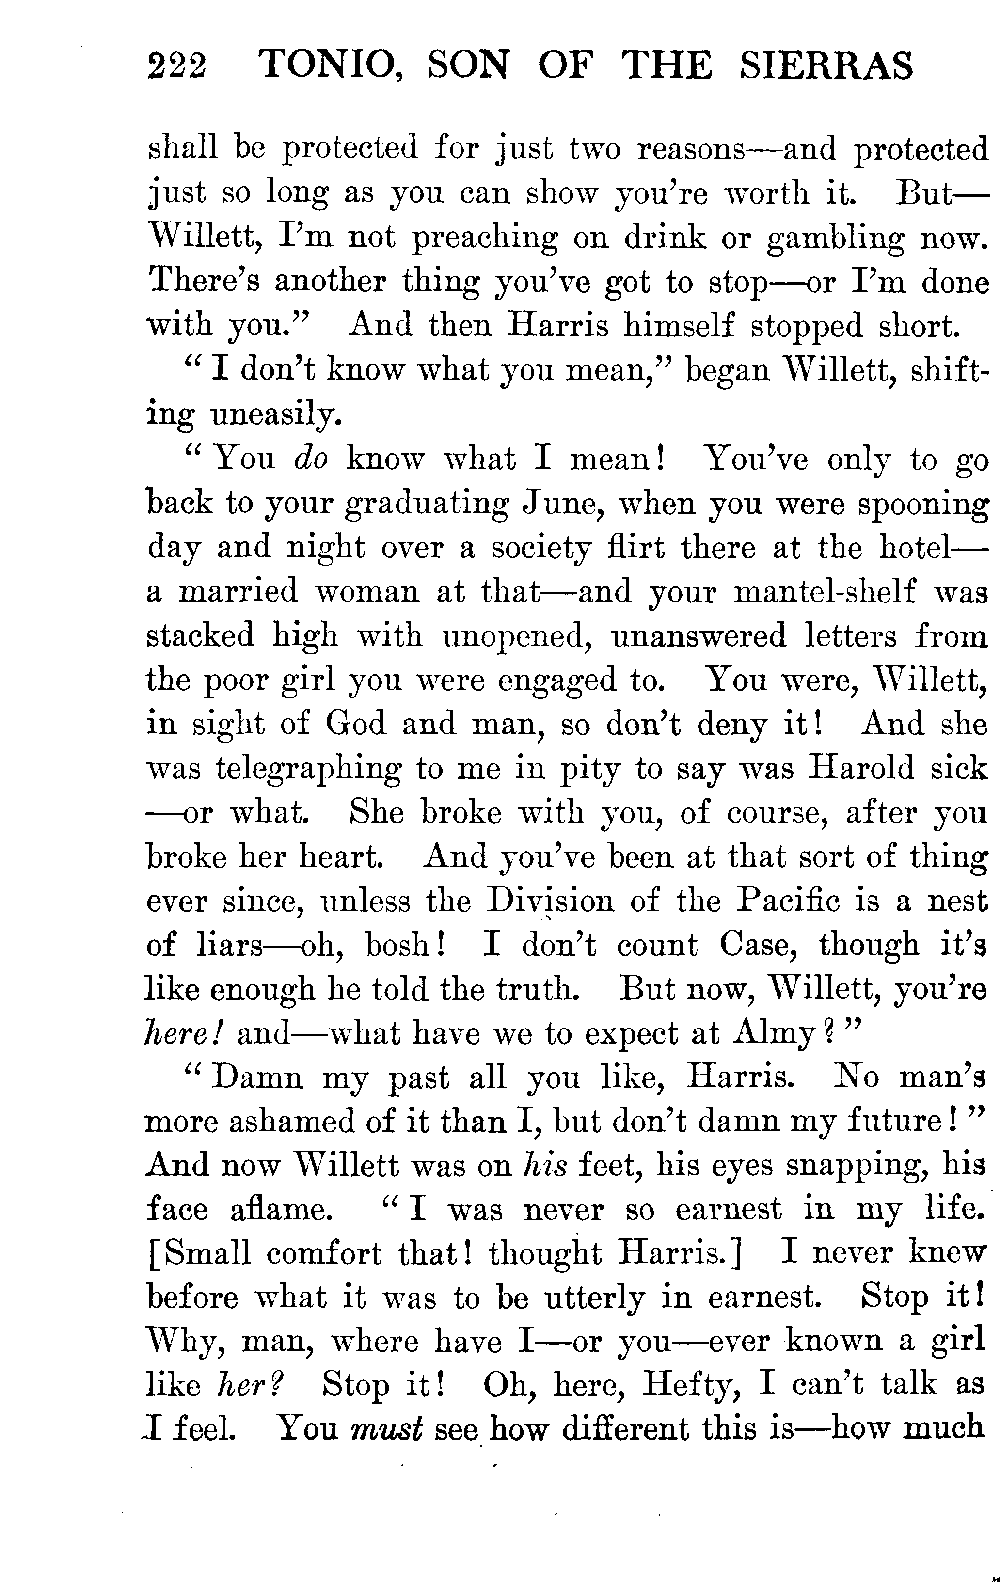 222 TONIO, SON OF THE SIERRAS
shall be protected for just two reasons—and protected
just so long as you can show you're worth it. But—
Willett, I'm not preaching on drink or gambling now.
There's another thing you've got to stop—or I'm done
with you." And then Harris himself stopped short.
"I don't know what you mean," began Willett, shift-
ing uneasily.
"You do know what I mean! You've only to go
back to your graduating June, when you were spooning
day and night over a society flirt there at the hotel—
a married woman at that—and your mantel-shelf was
stacked high with unopened, unanswered letters from
the poor girl you were engaged to. You were, Willett,
in sight of God and man, so don't deny it! And she
was telegraphing to me in pity to say was Harold sick
—or what. She broke with you, of course, after you
broke her heart. And you've been at that sort of thing
ever since, unless the Division of the Pacific is a nest
of liars—oh, bosh! I don't count Case, though it's
like enough he told the truth. But now, Willett, you're
here! and—what have we to expect at Almy?"
"Damn my past all you like, Harris. No man's
more ashamed of it than I, but don't damn my future!"
And now Willett was on his feet, his eyes snapping, his
face aflame. "I was never so earnest in my life.
[Small comfort that! thought Harris.] I never knew
before what it was to be utterly in earnest. Stop it!
Why, man, where have I—or you—ever known a girl
like her? Stop it! Oh, here, Hefty, I can't talk as
I feel. You must see how different this is—how much